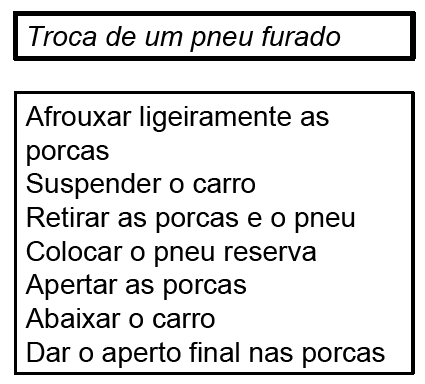 Troca de um pneu furado
Afrouxar ligeiramente as
porcas
Suspender o carro
Retirar as porcas e o pneu
Colocar o pneu reserva
Apertar as porcas
Abaixar o carro
Dar o aperto final nas porcas